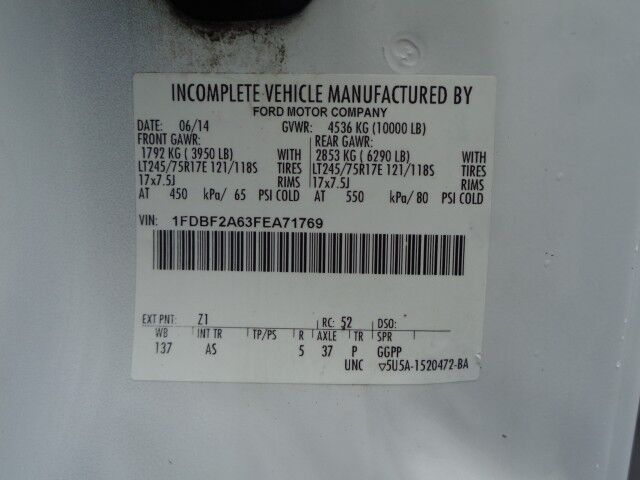 INCOMPLETE VEHICLE MANUFACTURED BY
FORD MOTOR COMPANY
DATE: 06/14 GVWR: 4536 KG (10000 LB)
FRONT GAWR: REAR GAWR:
1792 KG ( 3950 LB) WITH 2853 KG ( 6290 LB) WITH
LT245/75R17E 121/118S TIRES LT245/75R17E 121/118S TIRES
17x7.5J RIMS 17x7.5J RIMS
AT 450 kPa/ 65 PSI COLD AT 550 kPa/ 80 PSI COLD
VIN: 1FDBF2A63FEA71769
EXT PNT: Z1 RC: 52 DSO:
WB INT TR TP/PS R AXLE TR SPR
137 AS 5 37 P GGPP
UNC ▽5U5A-1520472-BA